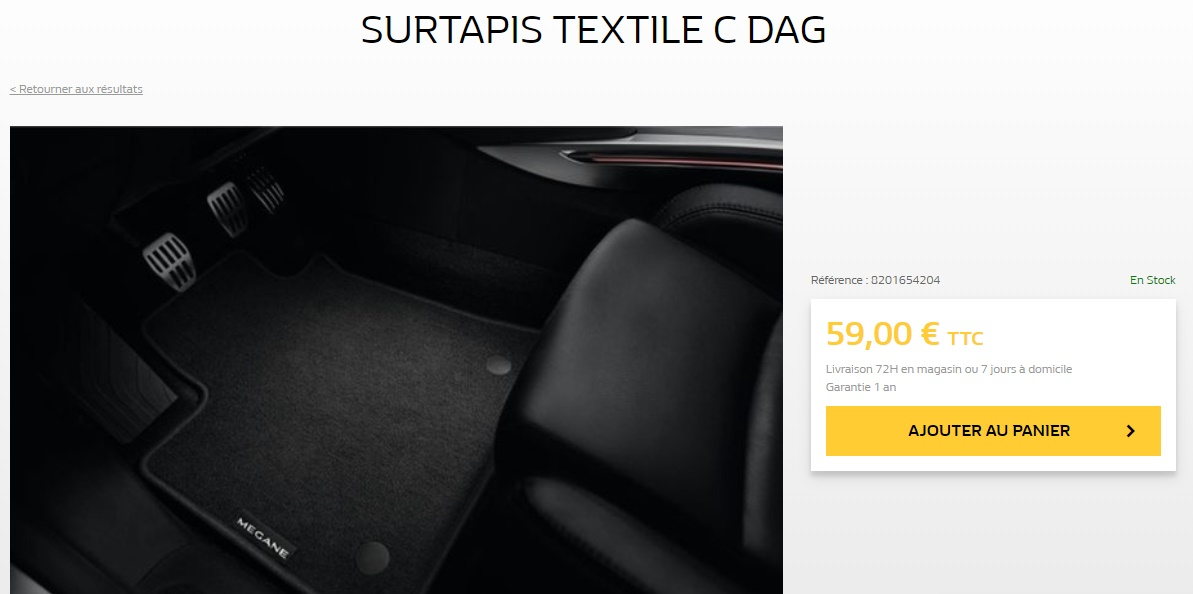 SURTAPIS TEXTILE C DAG
< Retourner aux résultats
Référence : 8201654204
En Stock
59,00 € TTC
Livraison 72H en magasin ou 7 jours à domicile
Garantie 1 an
AJOUTER AU PANIER
MEGANE